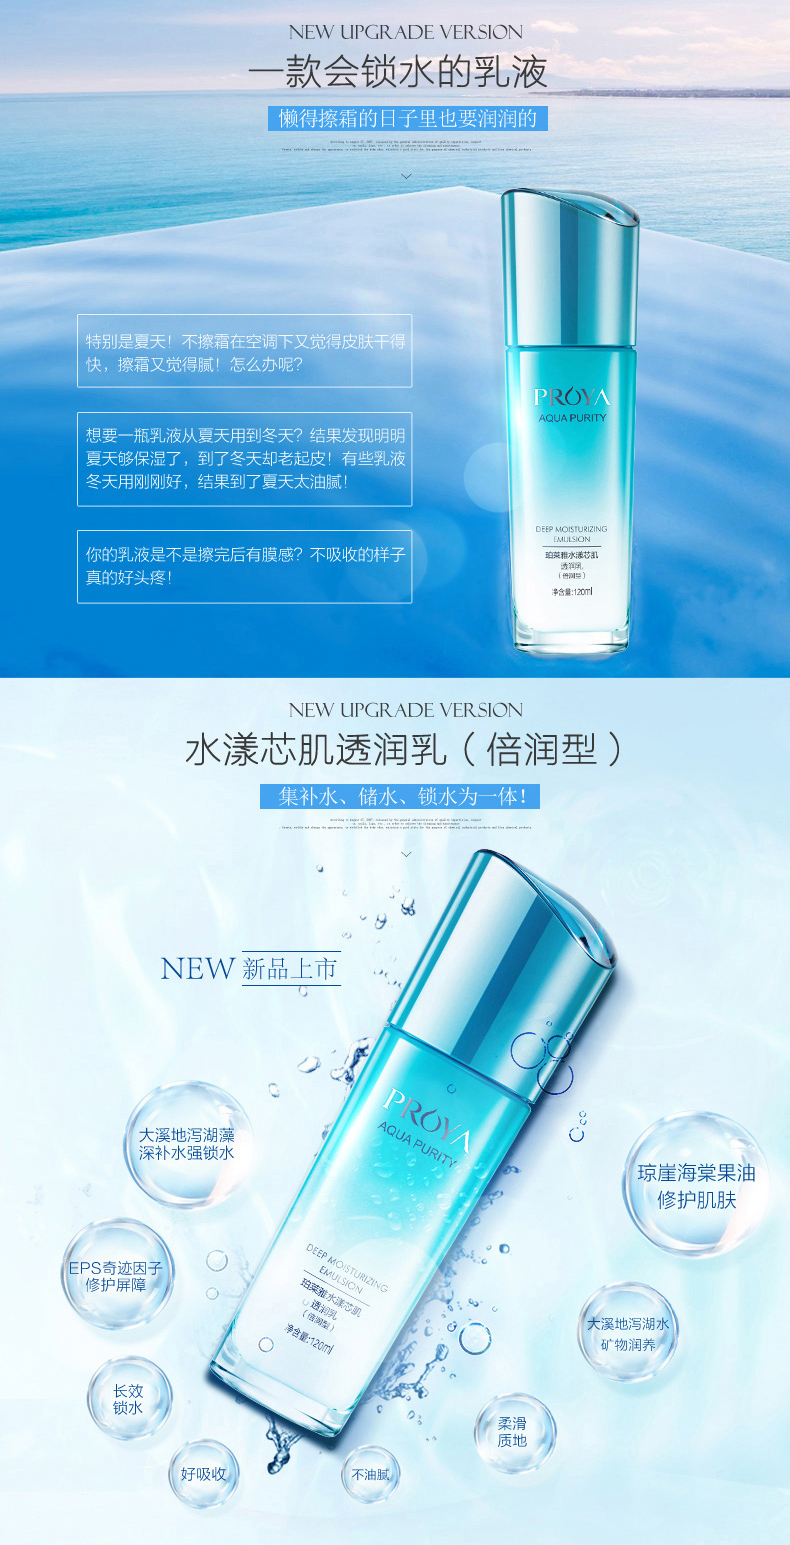 NEW UPGRADE VERSION
一款会锁水的乳液
懒得擦霜的日子里也要润润的
特别是夏天！不擦霜在空调下又觉得皮肤干得
快，擦霜又觉得腻！怎么办呢？
想要一瓶乳液从夏天用到冬天？结果发现明明
夏天够保湿了，到了冬天却老起皮！有些乳液
冬天用刚刚好，结果到了夏天太油腻！
你的乳液是不是擦完后有膜感？不吸收的样子
真的好头疼！
PROYA
AQUA PURITY
DEEP MOISTURIZING
EMULSION
珀莱雅水漾芯肌
透润乳
（倍润型）
净含量:120ml
NEW UPGRADE VERSION
水漾芯肌透润乳（倍润型）
集补水、储水、锁水为一体！
NEW 新品上市
PROYA
AQUA PURITY
DEEP MOISTURIZING
EMULSION
珀莱雅水漾芯肌
透润乳
（倍润型）
净含量:120ml
大溪地泻湖藻
深补水强锁水
琼崖海棠果油
修护肌肤
EPS奇迹因子
修护屏障
大溪地泻湖水
矿物润养
长效
锁水
柔滑
质地
好吸收
不油腻